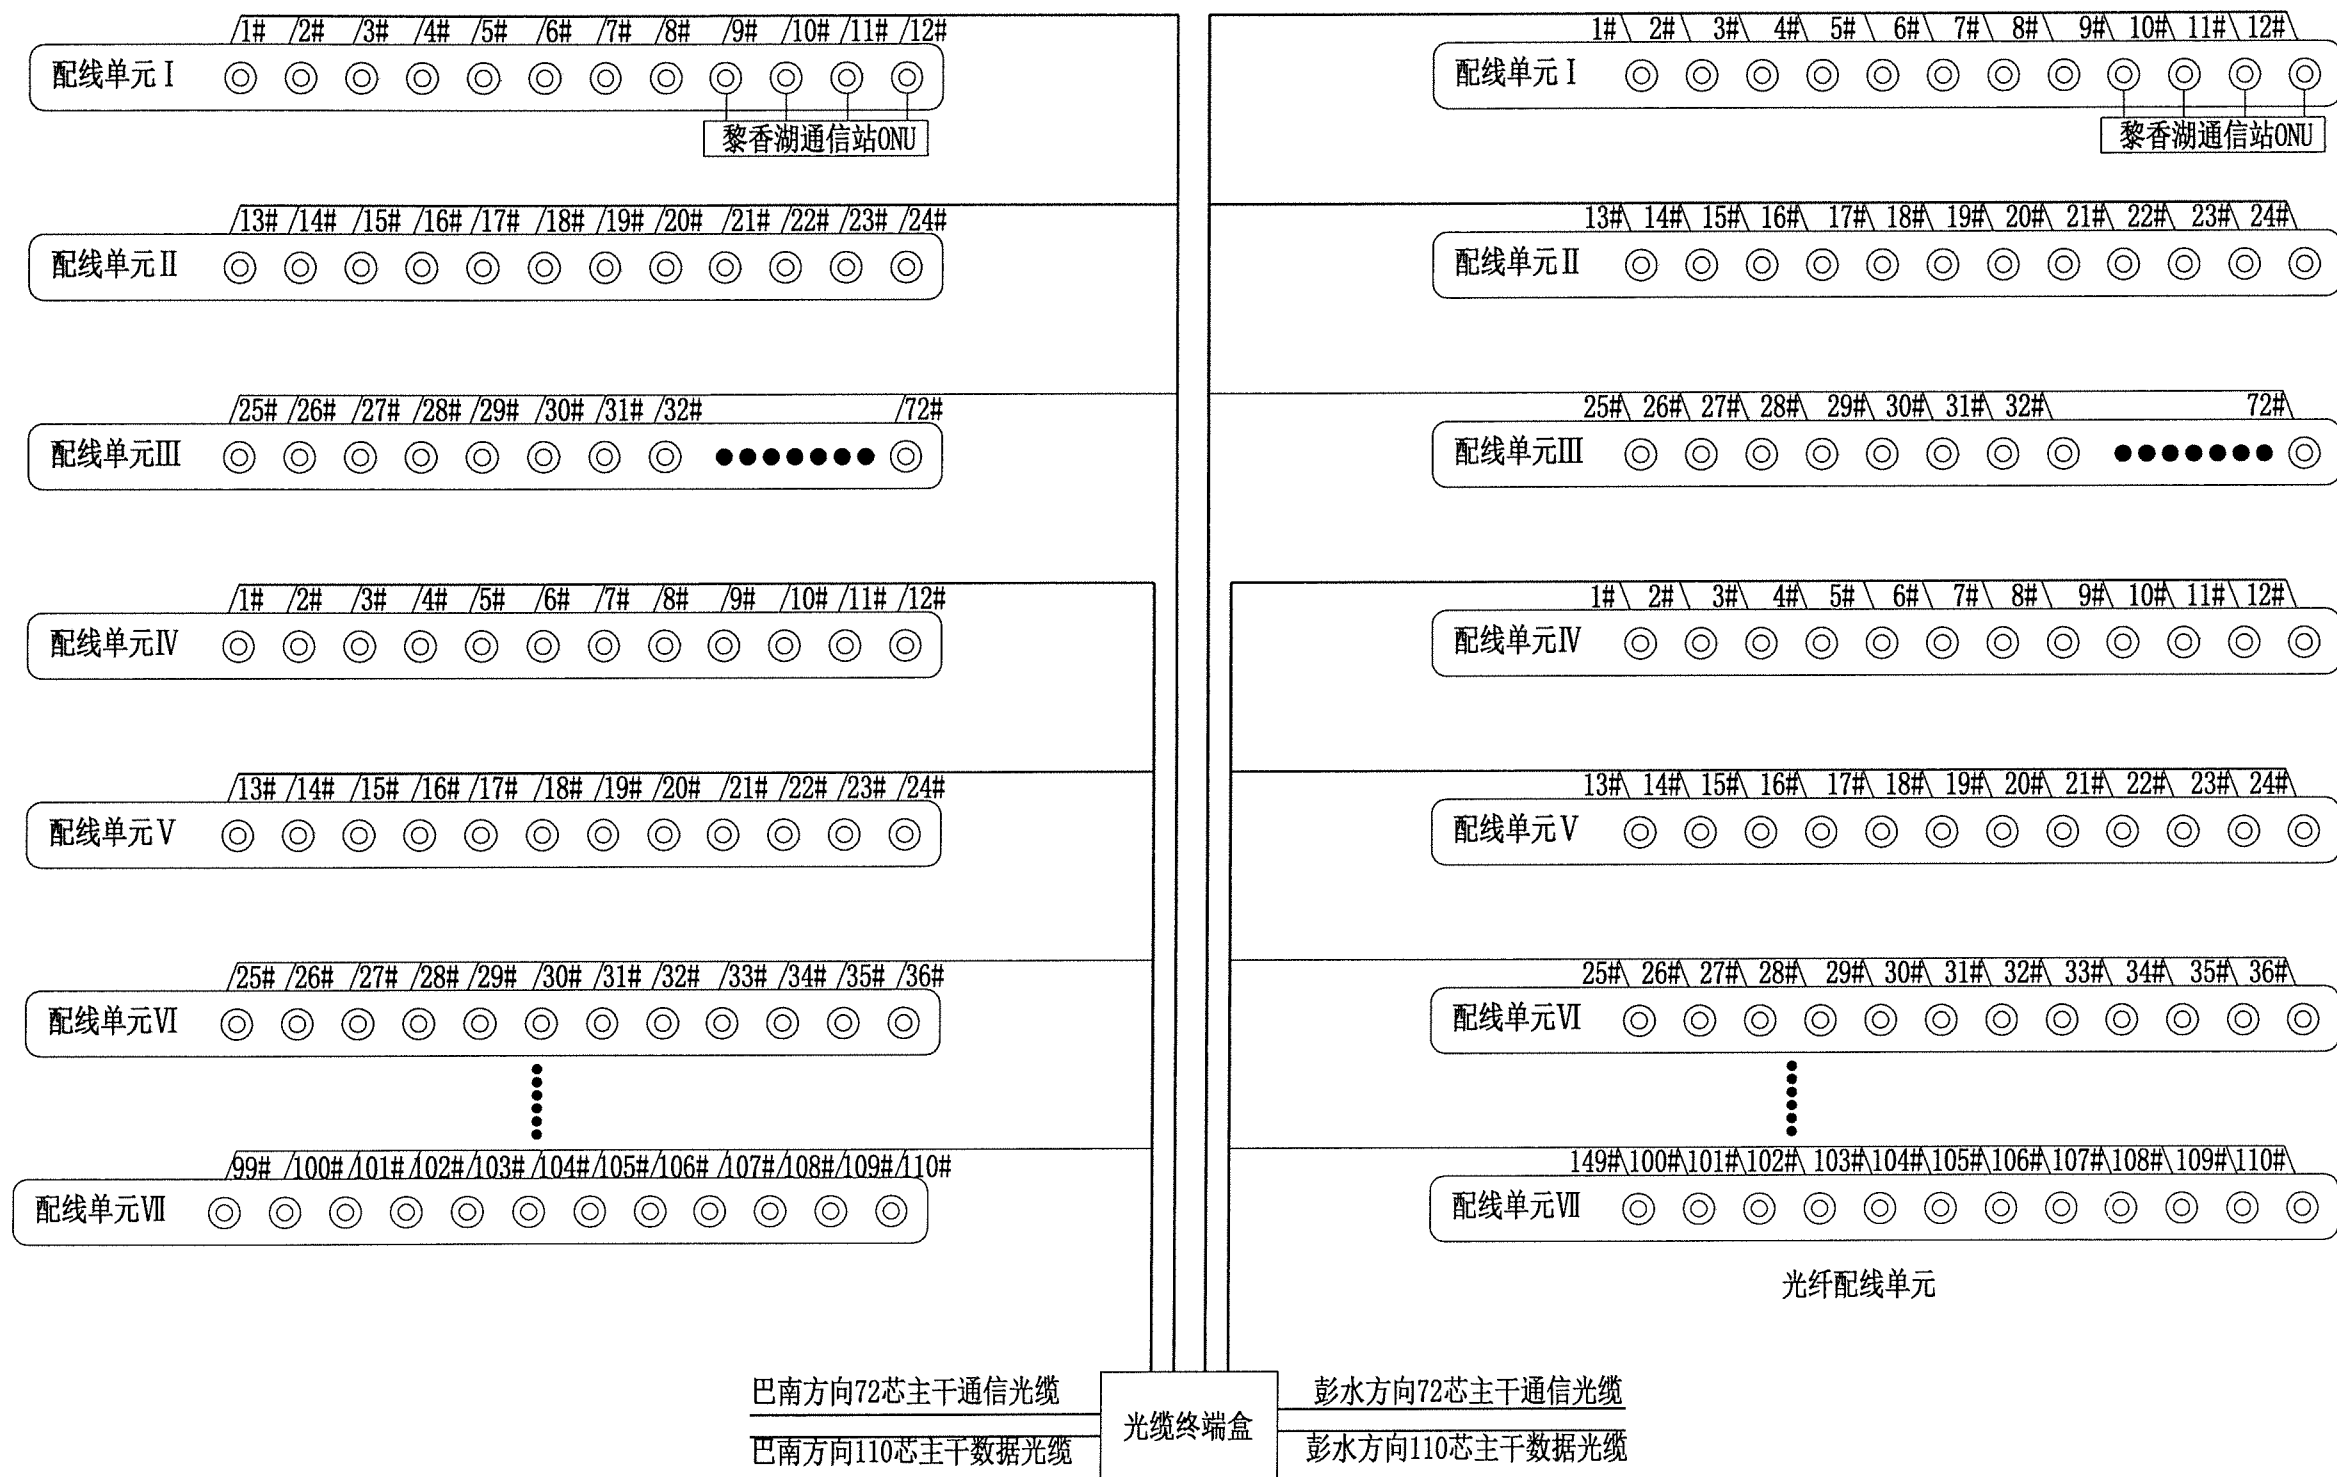 /1# /2# /3# /4# /5# /6# /7# /8# /9# /10# /11# /12#
配线单元Ⅰ
黎香湖通信站ONU
/13# /14# /15# /16# /17# /18# /19# /20# /21# /22# /23# /24#
配线单元Ⅱ
/25# /26# /27# /28# /29# /30# /31# /32# /72#
配线单元Ⅲ
/1# /2# /3# /4# /5# /6# /7# /8# /9# /10# /11# /12#
配线单元Ⅳ
/13# /14# /15# /16# /17# /18# /19# /20# /21# /22# /23# /24#
配线单元Ⅴ
/25# /26# /27# /28# /29# /30# /31# /32# /33# /34# /35# /36#
配线单元Ⅵ
/99# /100# /101# /102# /103# /104# /105# /106# /107# /108# /109# /110#
配线单元Ⅶ
1#\ 2#\ 3#\ 4#\ 5#\ 6#\ 7#\ 8#\ 9#\ 10#\ 11#\ 12#\
配线单元Ⅰ
黎香湖通信站ONU
13#\ 14#\ 15#\ 16#\ 17#\ 18#\ 19#\ 20#\ 21#\ 22#\ 23#\ 24#\
配线单元Ⅱ
25#\ 26#\ 27#\ 28#\ 29#\ 30#\ 31#\ 32#\ 72#\
配线单元Ⅲ
1#\ 2#\ 3#\ 4#\ 5#\ 6#\ 7#\ 8#\ 9#\ 10#\ 11#\ 12#\
配线单元Ⅳ
13#\ 14#\ 15#\ 16#\ 17#\ 18#\ 19#\ 20#\ 21#\ 22#\ 23#\ 24#\
配线单元Ⅴ
25#\ 26#\ 27#\ 28#\ 29#\ 30#\ 31#\ 32#\ 33#\ 34#\ 35#\ 36#\
配线单元Ⅵ
149#\ 100#\ 101#\ 102#\ 103#\ 104#\ 105#\ 106#\ 107#\ 108#\ 109#\ 110#\
配线单元Ⅶ
光纤配线单元
巴南方向72芯主干通信光缆
巴南方向110芯主干数据光缆
光缆终端盒
彭水方向72芯主干通信光缆
彭水方向110芯主干数据光缆